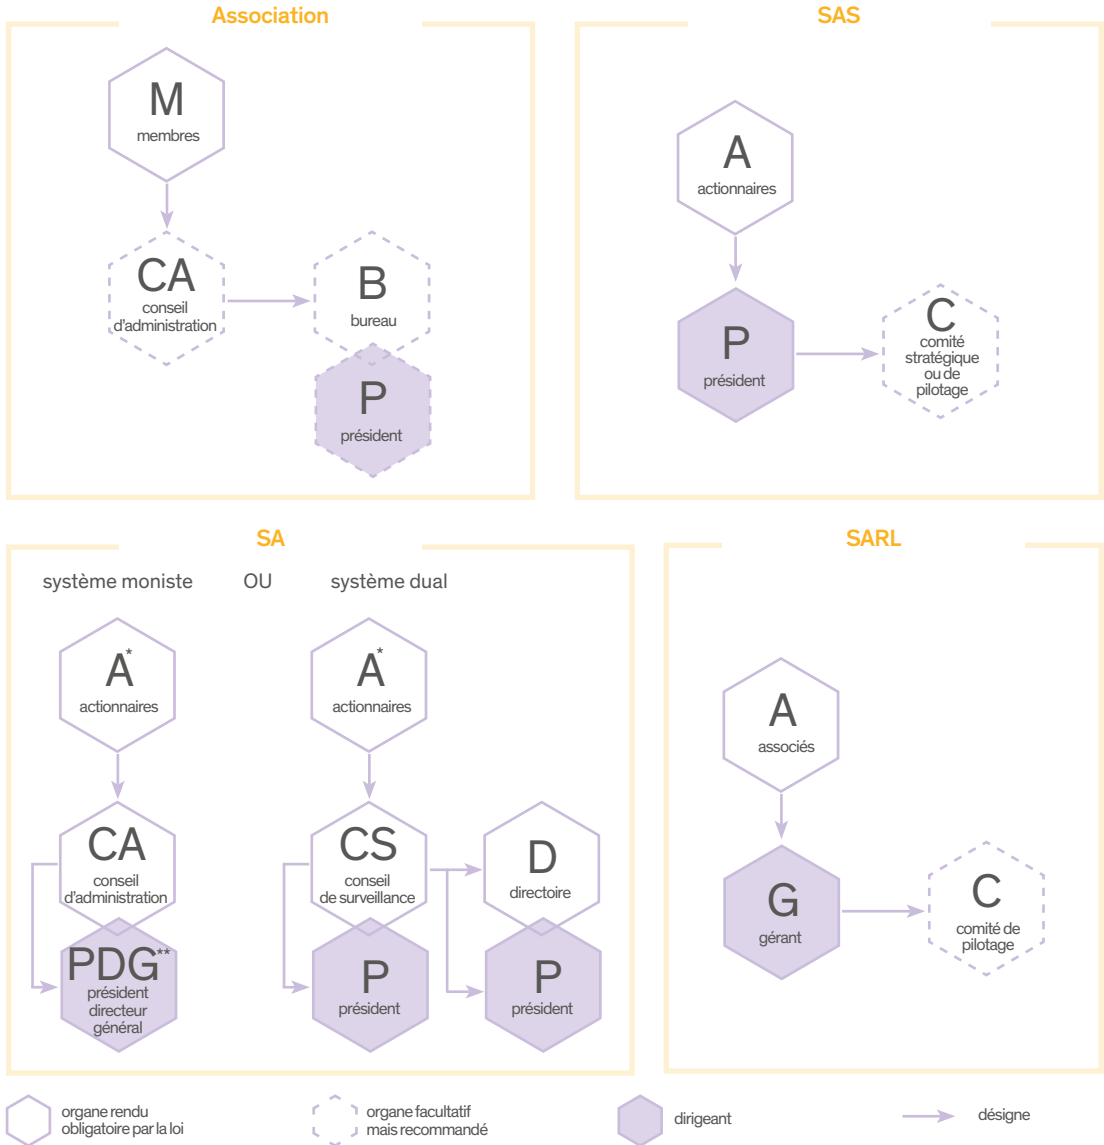 Association
M
membres
CA
conseil
d'administration
B
bureau
P
président
SAS
A
actionnaires
P
président
C
comité
stratégique
ou de
pilotage
SA
système moniste
OU
système dual
A*
actionnaires
CA
conseil
d'administration
PDG**
président
directeur
général
A*
actionnaires
CS
conseil
de surveillance
D
directoire
P
président
P
président
SARL
A
associés
G
gérant
C
comité de
pilotage
organe rendu
obligatoire par la loi
organe facultatif
mais recommandé
dirigeant
désigne